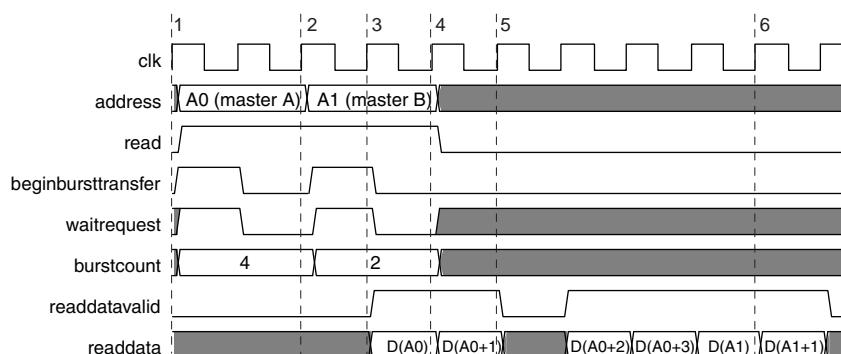 1 2 3 4 5 6
clk
address A0 (master A) A1 (master B)
read
beginbursttransfer
waitrequest
burstcount 4 2
readdatavalid
readdata D(A0) D(A0+1) D(A0+2) D(A0+3) D(A1) D(A1+1)